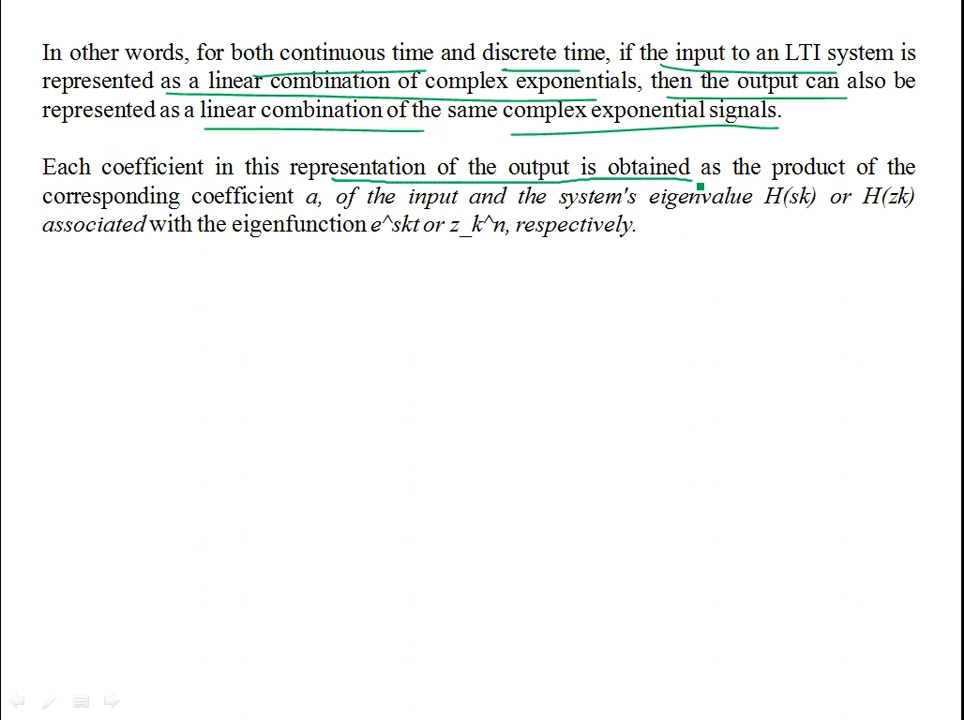 In other words, for both continuous time and discrete time, if the input to an LTI system is
represented as a linear combination of complex exponentials, then the output can also be
represented as a linear combination of the same complex exponential signals.
Each coefficient in this representation of the output is obtained as the product of the
corresponding coefficient a, of the input and the system's eigenvalue H(sk) or H(zk)
associated with the eigenfunction e^skt or z_k^n, respectively.